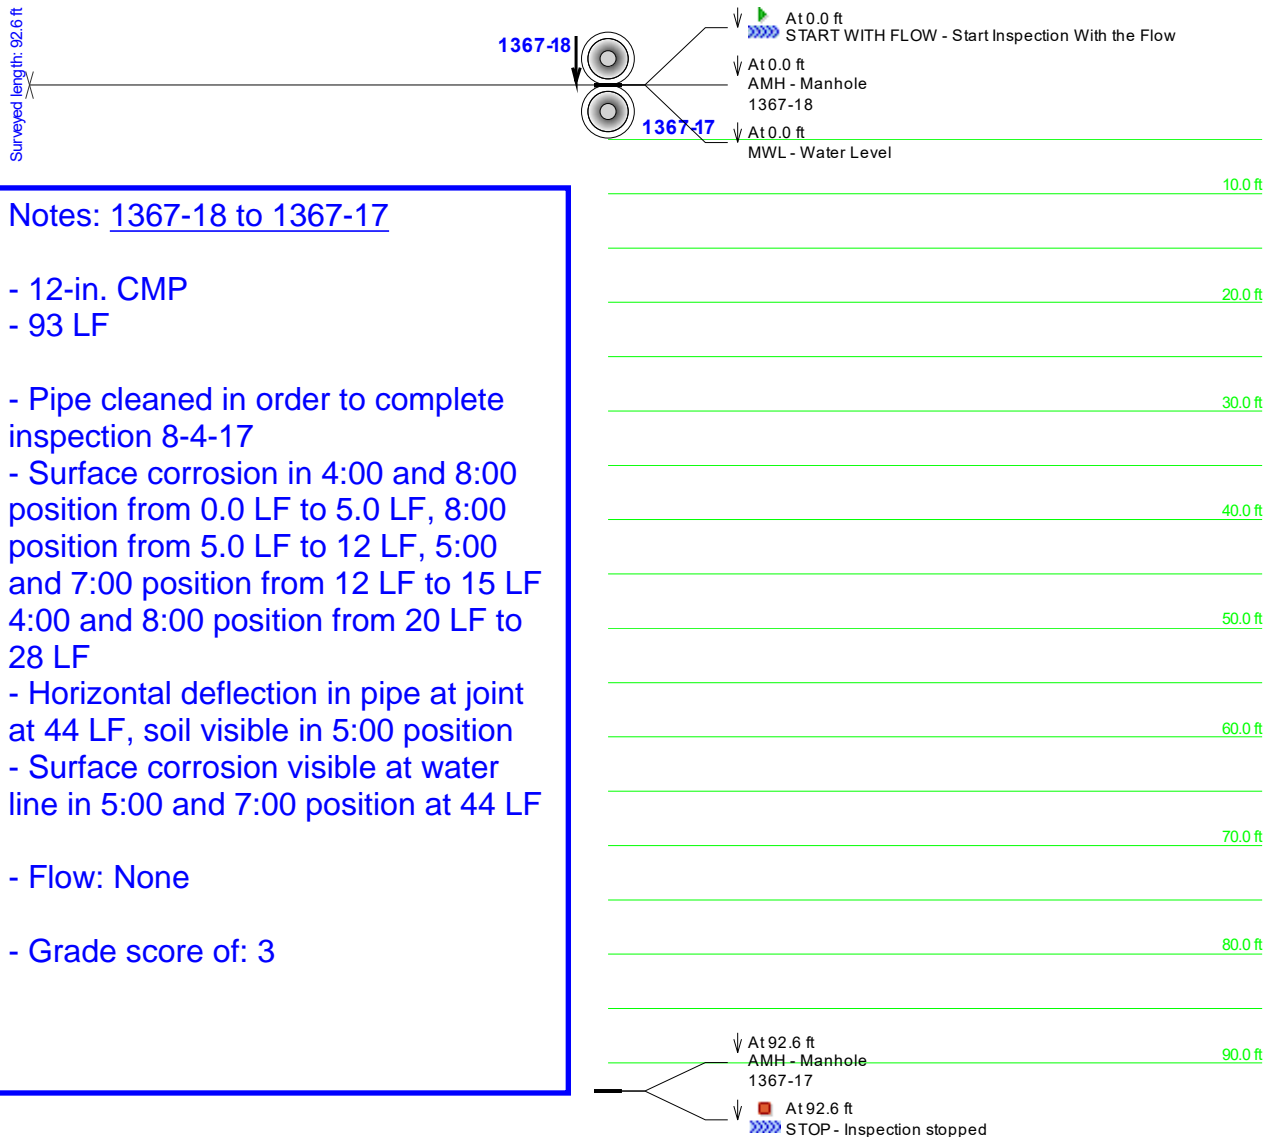 Surveyed length: 92.6 ft
1367-18
1367-17
At 0.0 ft
START WITH FLOW - Start Inspection With the Flow
At 0.0 ft
AMH - Manhole
1367-18
At 0.0 ft
MWL - Water Level
Notes: 1367-18 to 1367-17
- 12-in. CMP
- 93 LF
- Pipe cleaned in order to complete
inspection 8-4-17
- Surface corrosion in 4:00 and 8:00
position from 0.0 LF to 5.0 LF, 8:00
position from 5.0 LF to 12 LF, 5:00
and 7:00 position from 12 LF to 15 LF
4:00 and 8:00 position from 20 LF to
28 LF
- Horizontal deflection in pipe at joint
at 44 LF, soil visible in 5:00 position
- Surface corrosion visible at water
line in 5:00 and 7:00 position at 44 LF
- Flow: None
- Grade score of: 3
10.0 ft
20.0 ft
30.0 ft
40.0 ft
50.0 ft
60.0 ft
70.0 ft
80.0 ft
90.0 ft
At 92.6 ft
AMH - Manhole
1367-17
At 92.6 ft
STOP - Inspection stopped